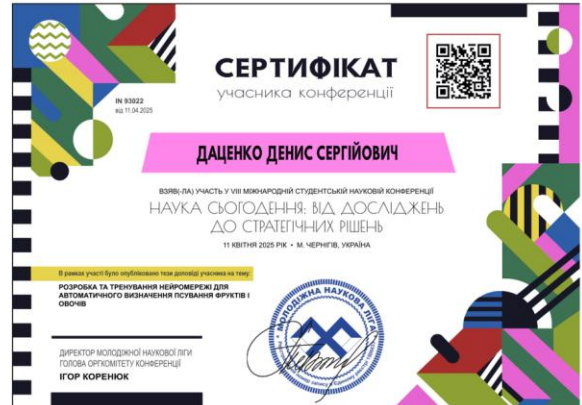 СЕРТИФІКАТ
учасника конференції
IN 93022
від 11.04.2025
ДАЦЕНКО ДЕНИС СЕРГІЙОВИЧ
ВЗЯВ(-ЛА) УЧАСТЬ У VIII МІЖНАРОДНІЙ СТУДЕНТСЬКІЙ НАУКОВІЙ КОНФЕРЕНЦІЇ
НАУКА СЬОГОДЕННЯ: ВІД ДОСЛІДЖЕНЬ
ДО СТРАТЕГІЧНИХ РІШЕНЬ
11 КВІТНЯ 2025 РІК • М. ЧЕРНІГІВ, УКРАЇНА
В рамках участі було опубліковано тези доповіді учасника на тему:
РОЗРОБКА ТА ТРЕНУВАННЯ НЕЙРОМЕРЕЖІ ДЛЯ
АВТОМАТИЧНОГО ВИЗНАЧЕННЯ ПСУВАННЯ ФРУКТІВ І
ОВОЧІВ
МОЛОДІЖНА НАУКОВА ЛІГА
ДИРЕКТОР МОЛОДІЖНОЇ НАУКОВОЇ ЛІГИ
ГОЛОВА ОРГКОМІТЕТУ КОНФЕРЕНЦІЇ
ІГОР КОРЕНЮК